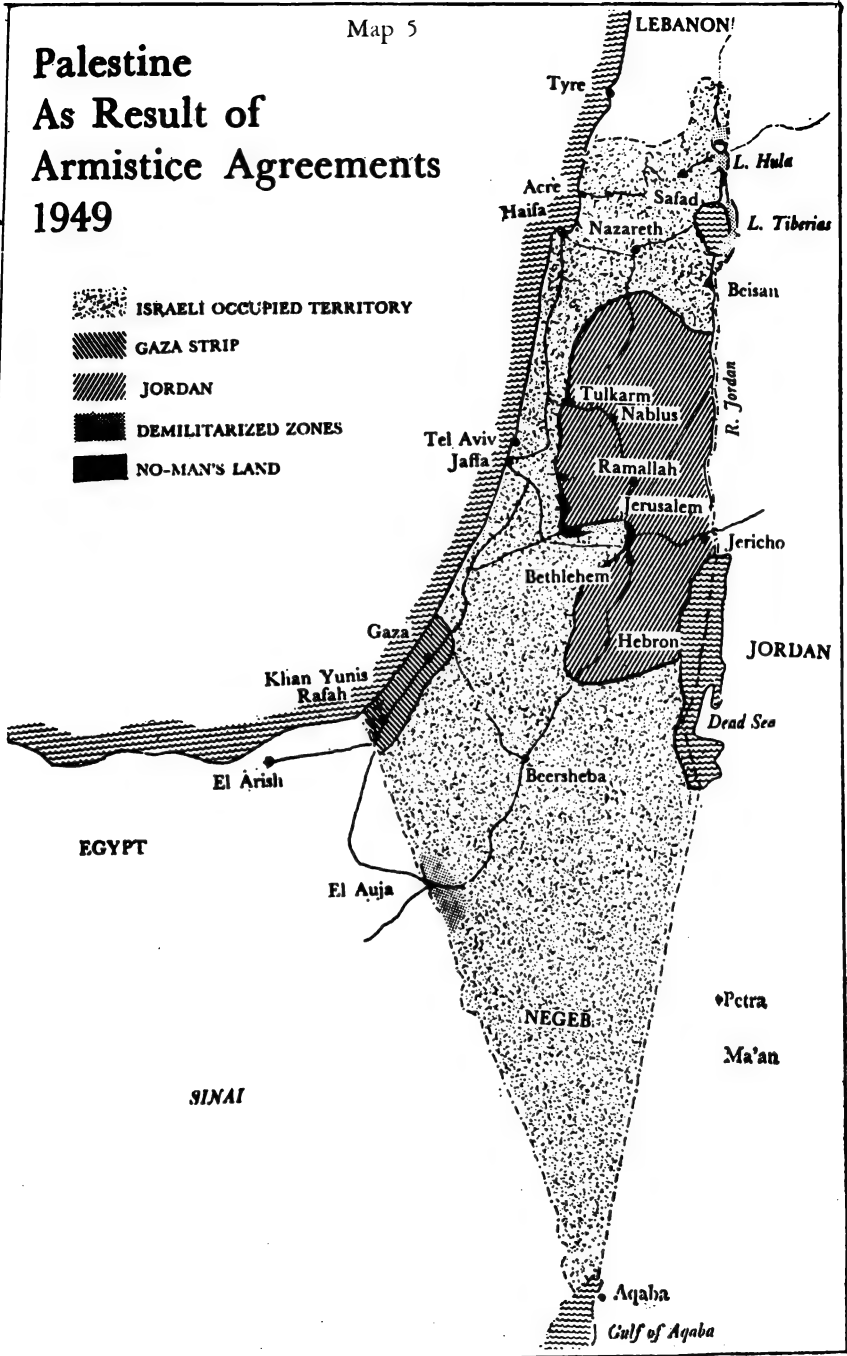 Map 5
Palestine
As Result of
Armistice Agreements
1949
ISRAELI OCCUPIED TERRITORY
GAZA STRIP
JORDAN
DEMILITARIZED ZONES
NO-MAN'S LAND
LEBANON
Tyre
L. Hula
Acre
Safad
Haifa
Nazareth
L. Tiberias
Beisan
R. Jordan
Tulkarm
Nablus
Tel Aviv
Jaffa
Ramallah
Jerusalem
Jericho
Bethlehem
Gaza
Hebron
JORDAN
Khan Yunis
Rafah
Dead Sea
El Arish
Beersheba
EGYPT
El Auja
Petra
NEGEB
Ma'an
SINAI
Aqaba
Gulf of Aqaba